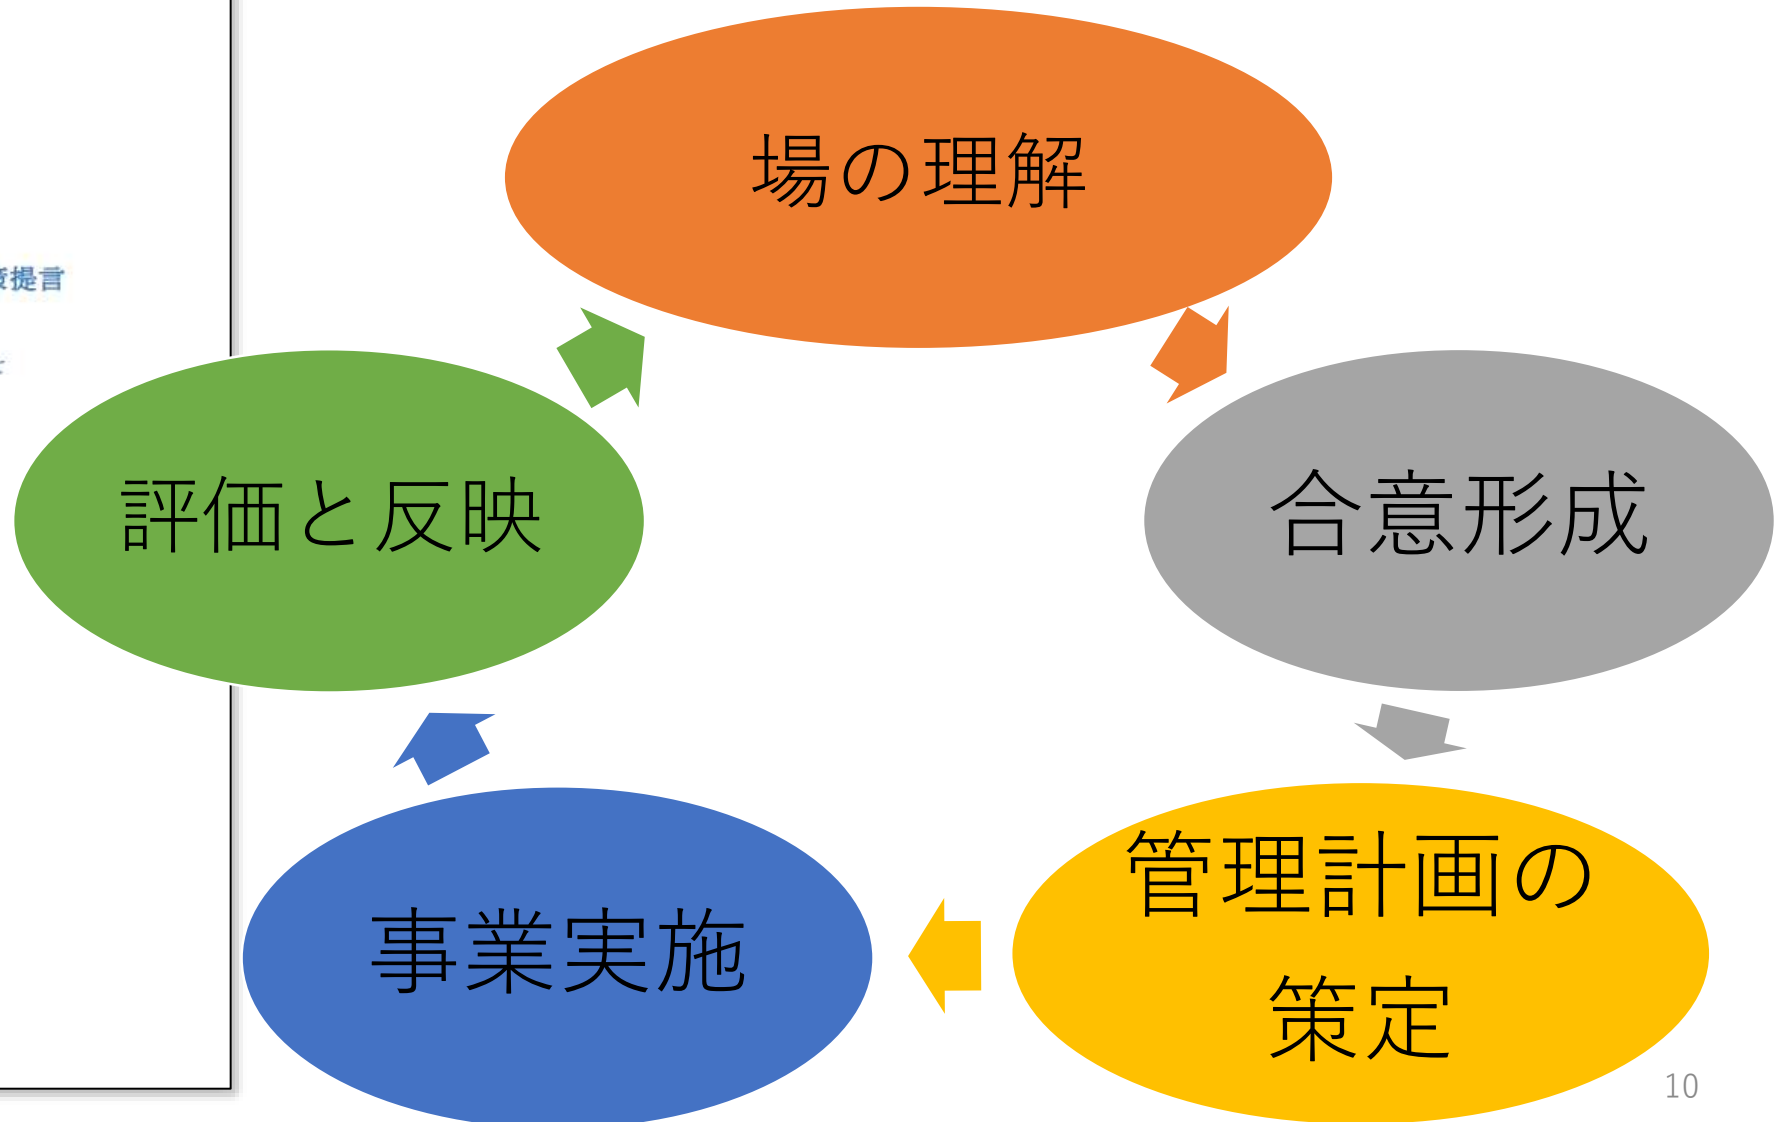 場の理解
提言
評価と反映
合意形成
管理計画の
策定
事業実施
10